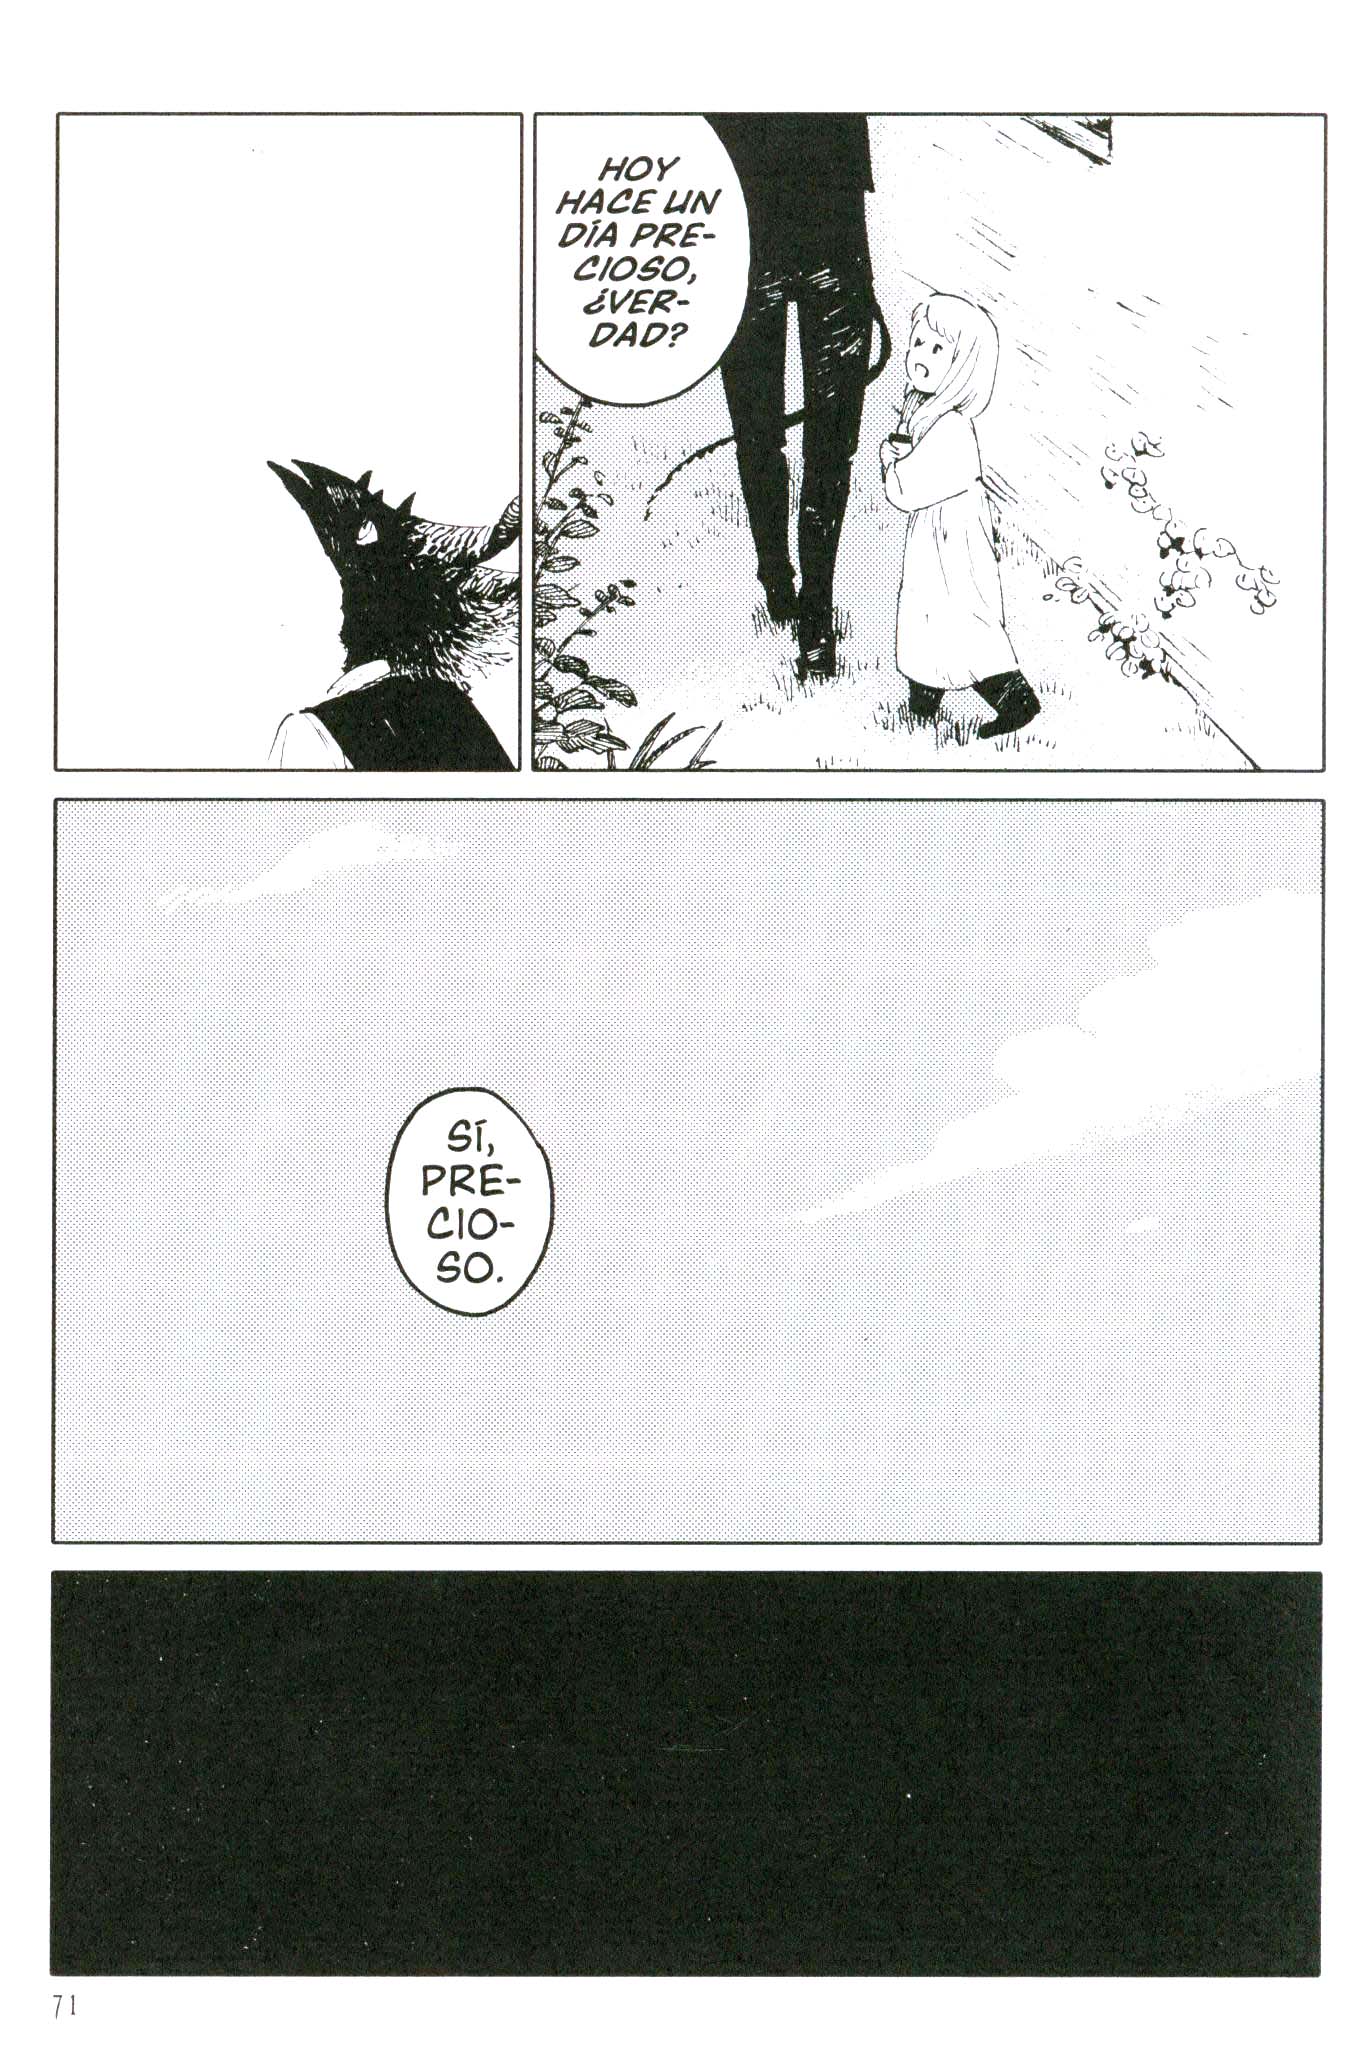 HOY
HACE UN
DÍA PRE-
CIOSO,
¿VER-
DAD?
SÍ,
PRE-
CIO-
SO.
71